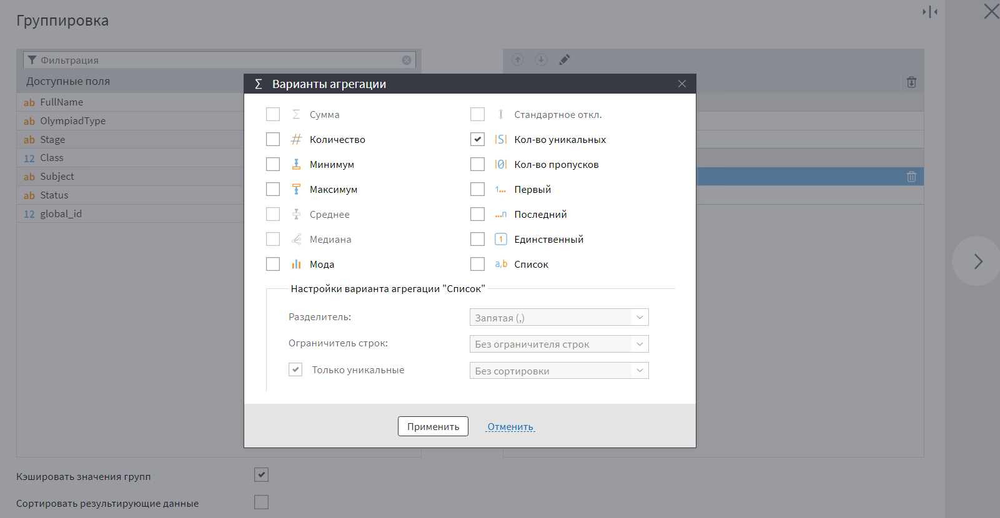 Группировка
Фильтрация
Доступные поля
ab FullName
ab OlympiadType
ab Stage
12 Class
ab Subject
ab Status
12 global_id
Σ Варианты агрегации
Σ Сумма
# Количество
Минимум
Максимум
Среднее
Медиана
Мода
Стандартное откл.
|S| Кол-во уникальных
|0| Кол-во пропусков
1... Первый
...n Последний
1 Единственный
a,b Список
Настройки варианта агрегации "Список"
Разделитель: Запятая (,)
Ограничитель строк: Без ограничителя строк
Только уникальные Без сортировки
Применить Отменить
Кэшировать значения групп
Сортировать результирующие данные